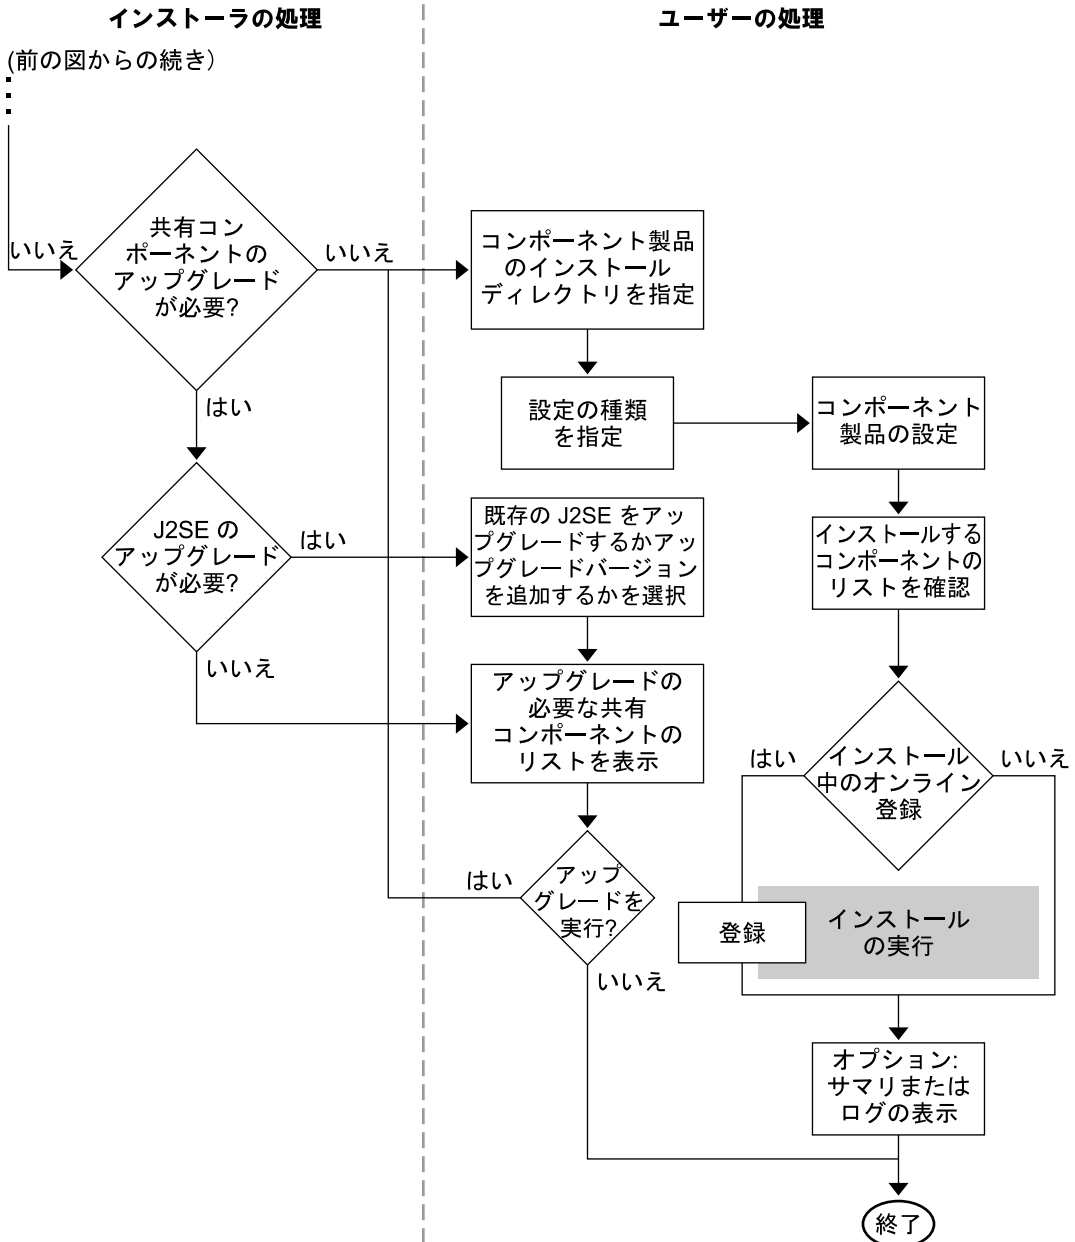 インストーラの処理
ユーザーの処理
(前の図からの続き)
いいえ
共有コン
ポーネントの
アップグレード
が必要?
いいえ
はい
コンポーネント製品
のインストール
ディレクトリを指定
設定の種類
を指定
コンポーネント
製品の設定
J2SE の
アップグレード
が必要?
はい
いいえ
既存の J2SE をアッ
プグレードするかアッ
プグレードバージョン
を追加するかを選択
インストールする
コンポーネントの
リストを確認
アップグレードの
必要な共有
コンポーネントの
リストを表示
はい
インストール
中のオンライン
登録
いいえ
はい
アップ
グレードを
実行?
いいえ
登録
インストール
の実行
オプション:
サマリまたは
ログの表示
終了